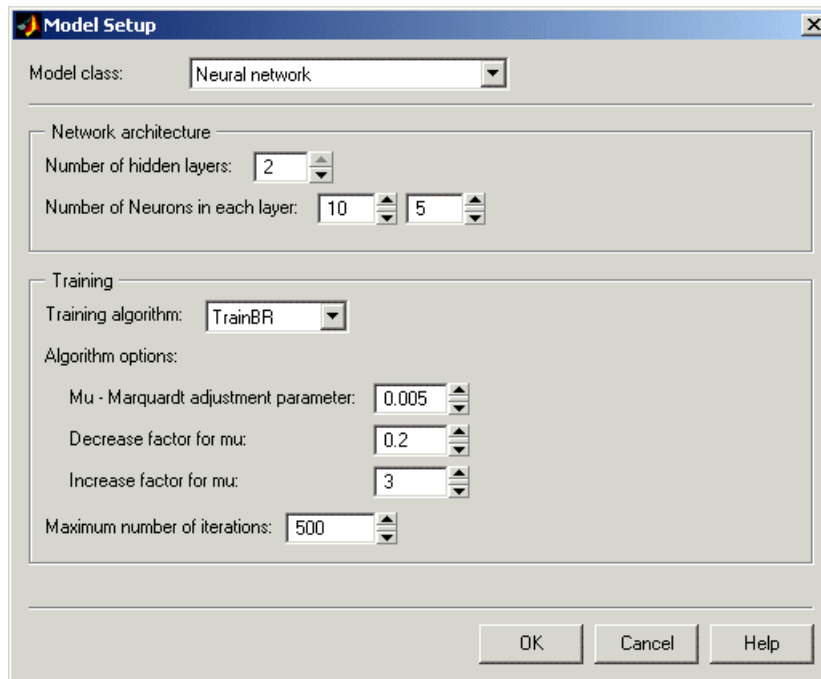 Model Setup
Model class: Neural network
Network architecture
Number of hidden layers: 2
Number of Neurons in each layer: 10 5
Training
Training algorithm: TrainBR
Algorithm options:
Mu - Marquardt adjustment parameter: 0.005
Decrease factor for mu: 0.2
Increase factor for mu: 3
Maximum number of iterations: 500
OK Cancel Help